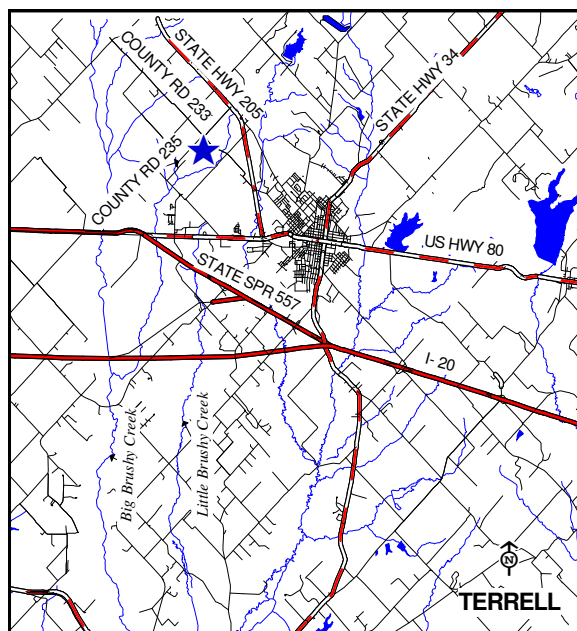 STATE HWY 205
COUNTY RD 233
STATE HWY 34
COUNTY RD 235
US HWY 80
STATE SPR 557
I- 20
Big Brushy Creek
Little Brushy Creek
N
TERRELL